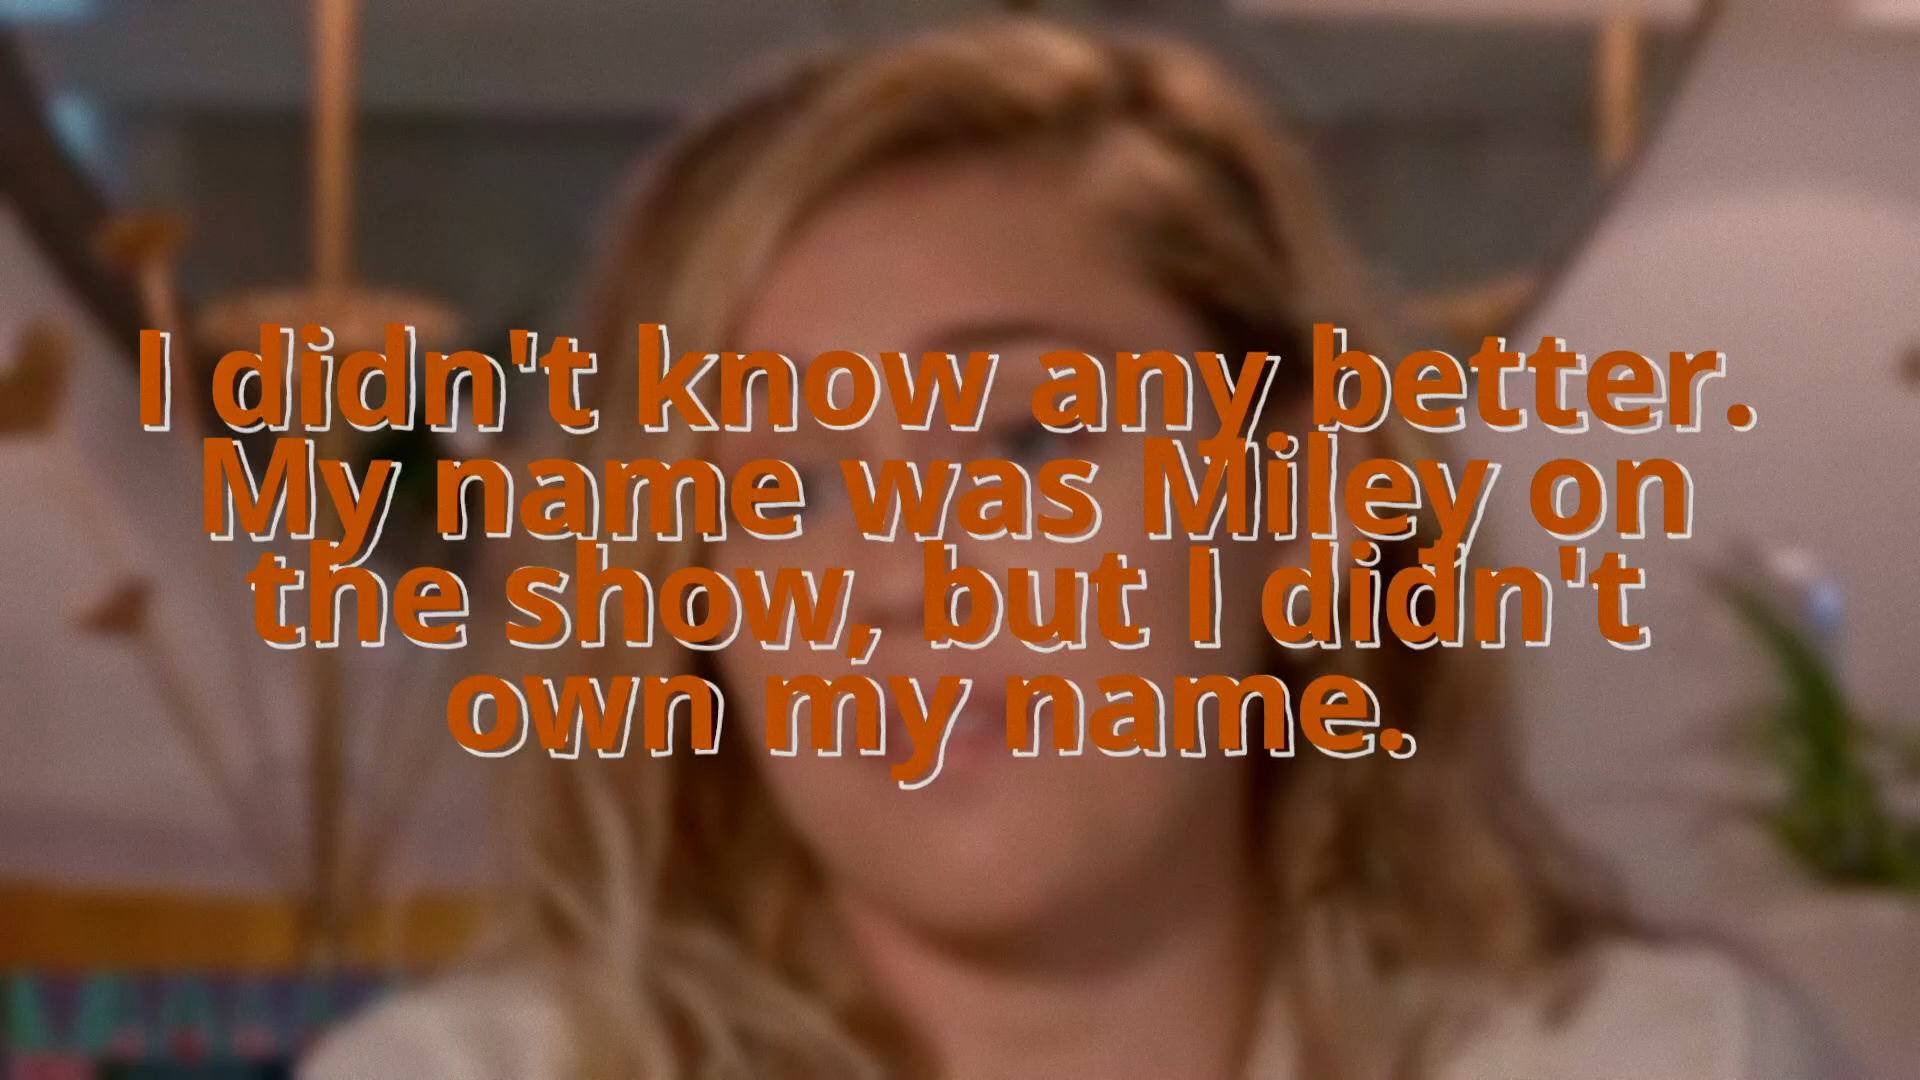 I didn't know any better.
My name was Miley on
the show, but I didn't
own my name.